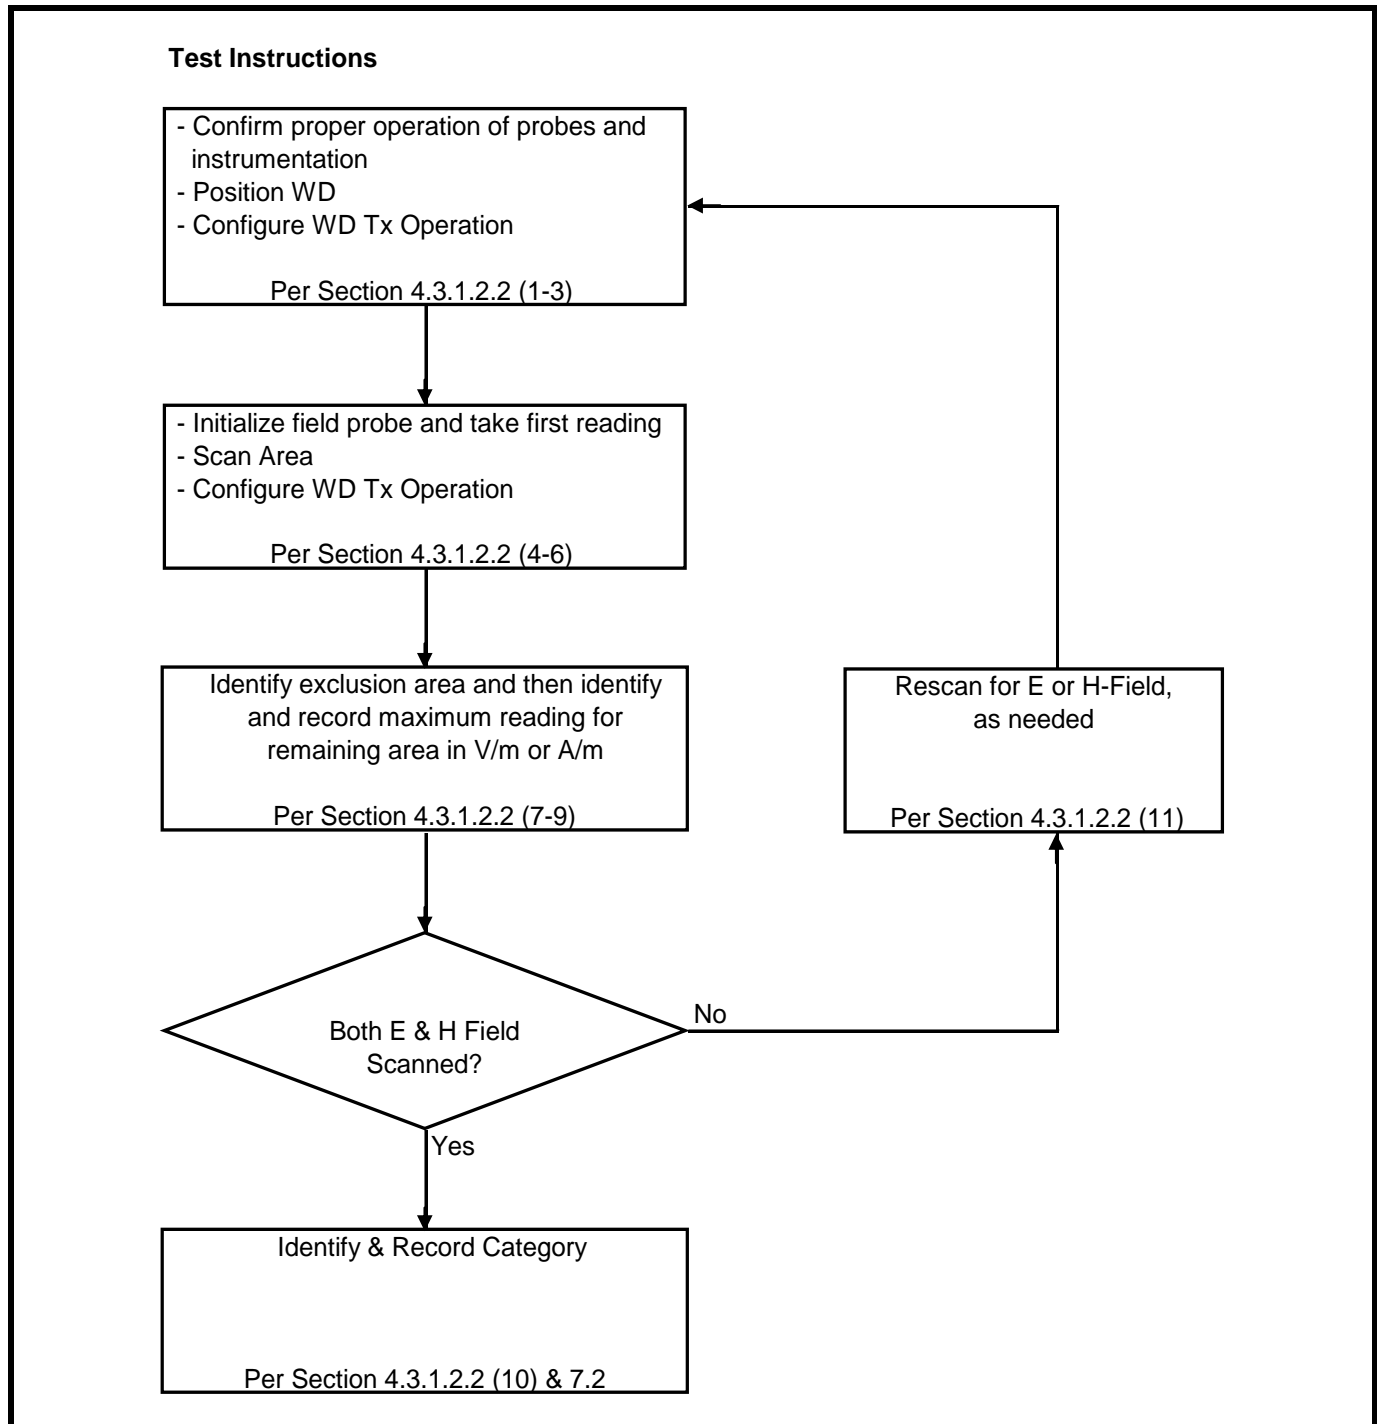 Test Instructions
- Confirm proper operation of probes and
instrumentation
- Position WD
- Configure WD Tx Operation
Per Section 4.3.1.2.2 (1-3)
- Initialize field probe and take first reading
- Scan Area
- Configure WD Tx Operation
Per Section 4.3.1.2.2 (4-6)
Identify exclusion area and then identify
and record maximum reading for
remaining area in V/m or A/m
Per Section 4.3.1.2.2 (7-9)
Rescan for E or H-Field,
as needed
Per Section 4.3.1.2.2 (11)
Both E & H Field
Scanned?
No
Yes
Identify & Record Category
Per Section 4.3.1.2.2 (10) & 7.2